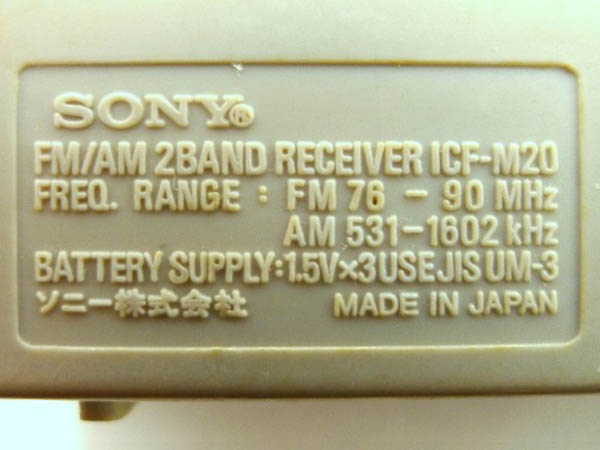 SONY®
FM/AM 2BAND RECEIVER ICF-M20
FREQ. RANGE : FM 76 - 90 MHz
AM 531-1602 kHz
BATTERY SUPPLY:1.5V×3 USE JIS UM-3
ソニー株式会社 MADE IN JAPAN